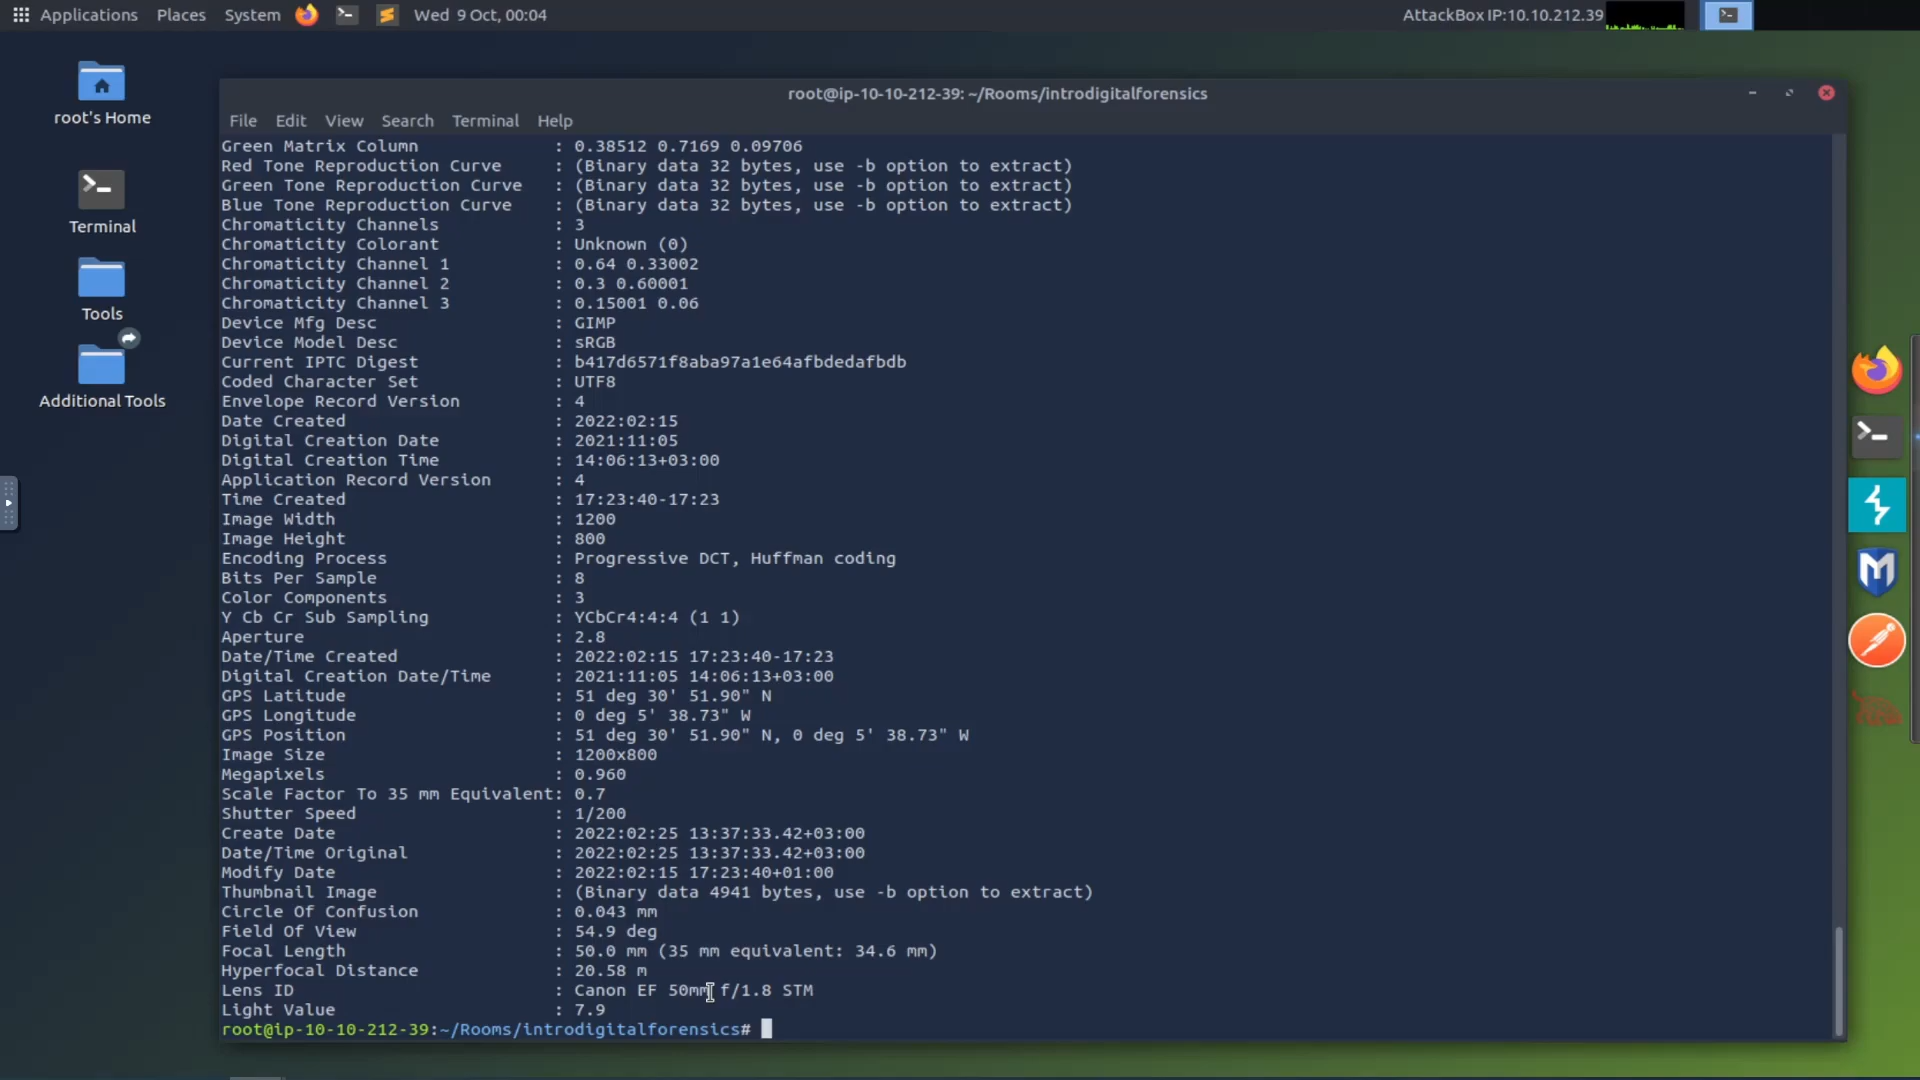 Applications Places System Wed 9 Oct, 00:04 AttackBox IP:10.10.212.39
root's Home
Terminal
Tools
Additional Tools
root@ip-10-10-212-39: ~/Rooms/introdigitalforensics
File Edit View Search Terminal Help
Green Matrix Column : 0.38512 0.7169 0.09706
Red Tone Reproduction Curve : (Binary data 32 bytes, use -b option to extract)
Green Tone Reproduction Curve : (Binary data 32 bytes, use -b option to extract)
Blue Tone Reproduction Curve : (Binary data 32 bytes, use -b option to extract)
Chromaticity Channels : 3
Chromaticity Colorant : Unknown (0)
Chromaticity Channel 1 : 0.64 0.33002
Chromaticity Channel 2 : 0.3 0.60001
Chromaticity Channel 3 : 0.15001 0.06
Device Mfg Desc : GIMP
Device Model Desc : sRGB
Current IPTC Digest : b417d6571f8aba97a1e64afbdedafbdb
Coded Character Set : UTF8
Envelope Record Version : 4
Date Created : 2022:02:15
Digital Creation Date : 2021:11:05
Digital Creation Time : 14:06:13+03:00
Application Record Version : 4
Time Created : 17:23:40-17:23
Image Width : 1200
Image Height : 800
Encoding Process : Progressive DCT, Huffman coding
Bits Per Sample : 8
Color Components : 3
Y Cb Cr Sub Sampling : YCbCr4:4:4 (1 1)
Aperture : 2.8
Date/Time Created : 2022:02:15 17:23:40-17:23
Digital Creation Date/Time : 2021:11:05 14:06:13+03:00
GPS Latitude : 51 deg 30' 51.90" N
GPS Longitude : 0 deg 5' 38.73" W
GPS Position : 51 deg 30' 51.90" N, 0 deg 5' 38.73" W
Image Size : 1200x800
Megapixels : 0.960
Scale Factor To 35 mm Equivalent: 0.7
Shutter Speed : 1/200
Create Date : 2022:02:25 13:37:33.42+03:00
Date/Time Original : 2022:02:25 13:37:33.42+03:00
Modify Date : 2022:02:15 17:23:40+01:00
Thumbnail Image : (Binary data 4941 bytes, use -b option to extract)
Circle Of Confusion : 0.043 mm
Field Of View : 54.9 deg
Focal Length : 50.0 mm (35 mm equivalent: 34.6 mm)
Hyperfocal Distance : 20.58 m
Lens ID : Canon EF 50mm f/1.8 STM
Light Value : 7.9
root@ip-10-10-212-39:~/Rooms/introdigitalforensics#